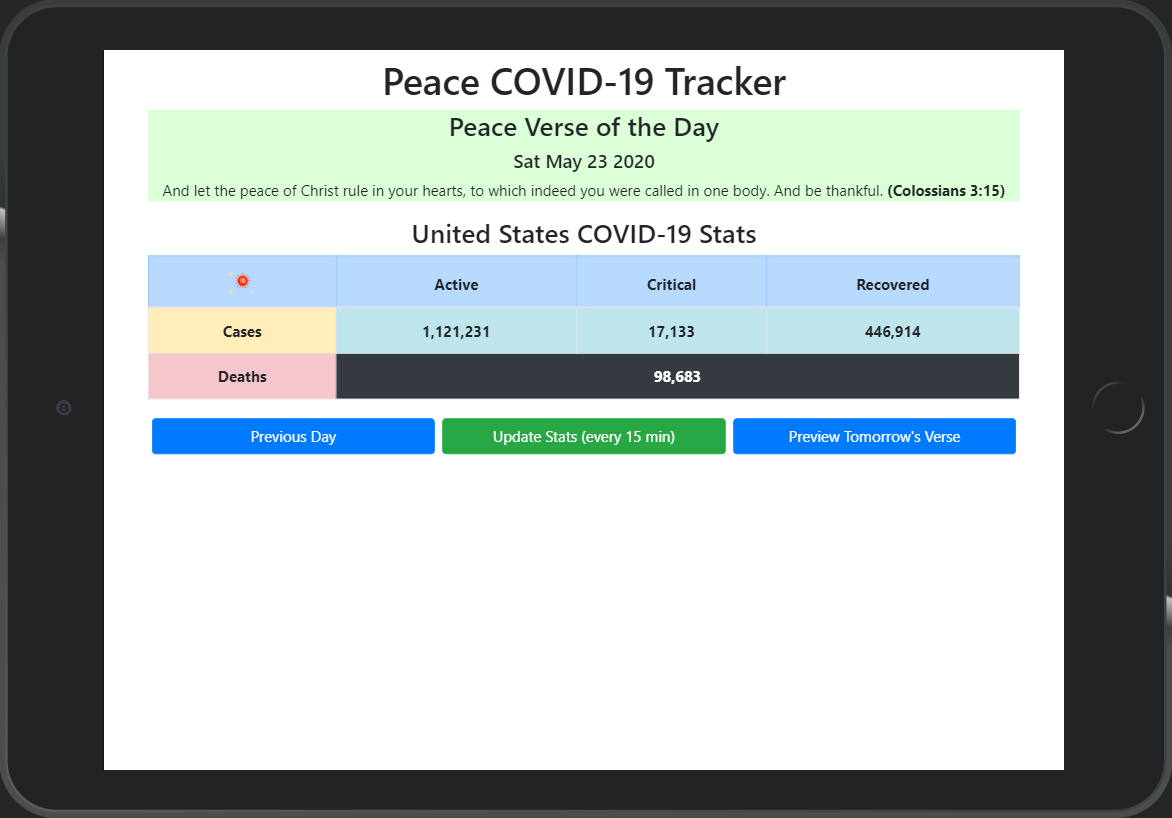 Peace COVID-19 Tracker
Peace Verse of the Day
Sat May 23 2020
And let the peace of Christ rule in your hearts, to which indeed you were called in one body. And be thankful. (Colossians 3:15)
United States COVID-19 Stats
Active Critical Recovered
Cases 1,121,231 17,133 446,914
Deaths 98,683
Previous Day Update Stats (every 15 min) Preview Tomorrow's Verse